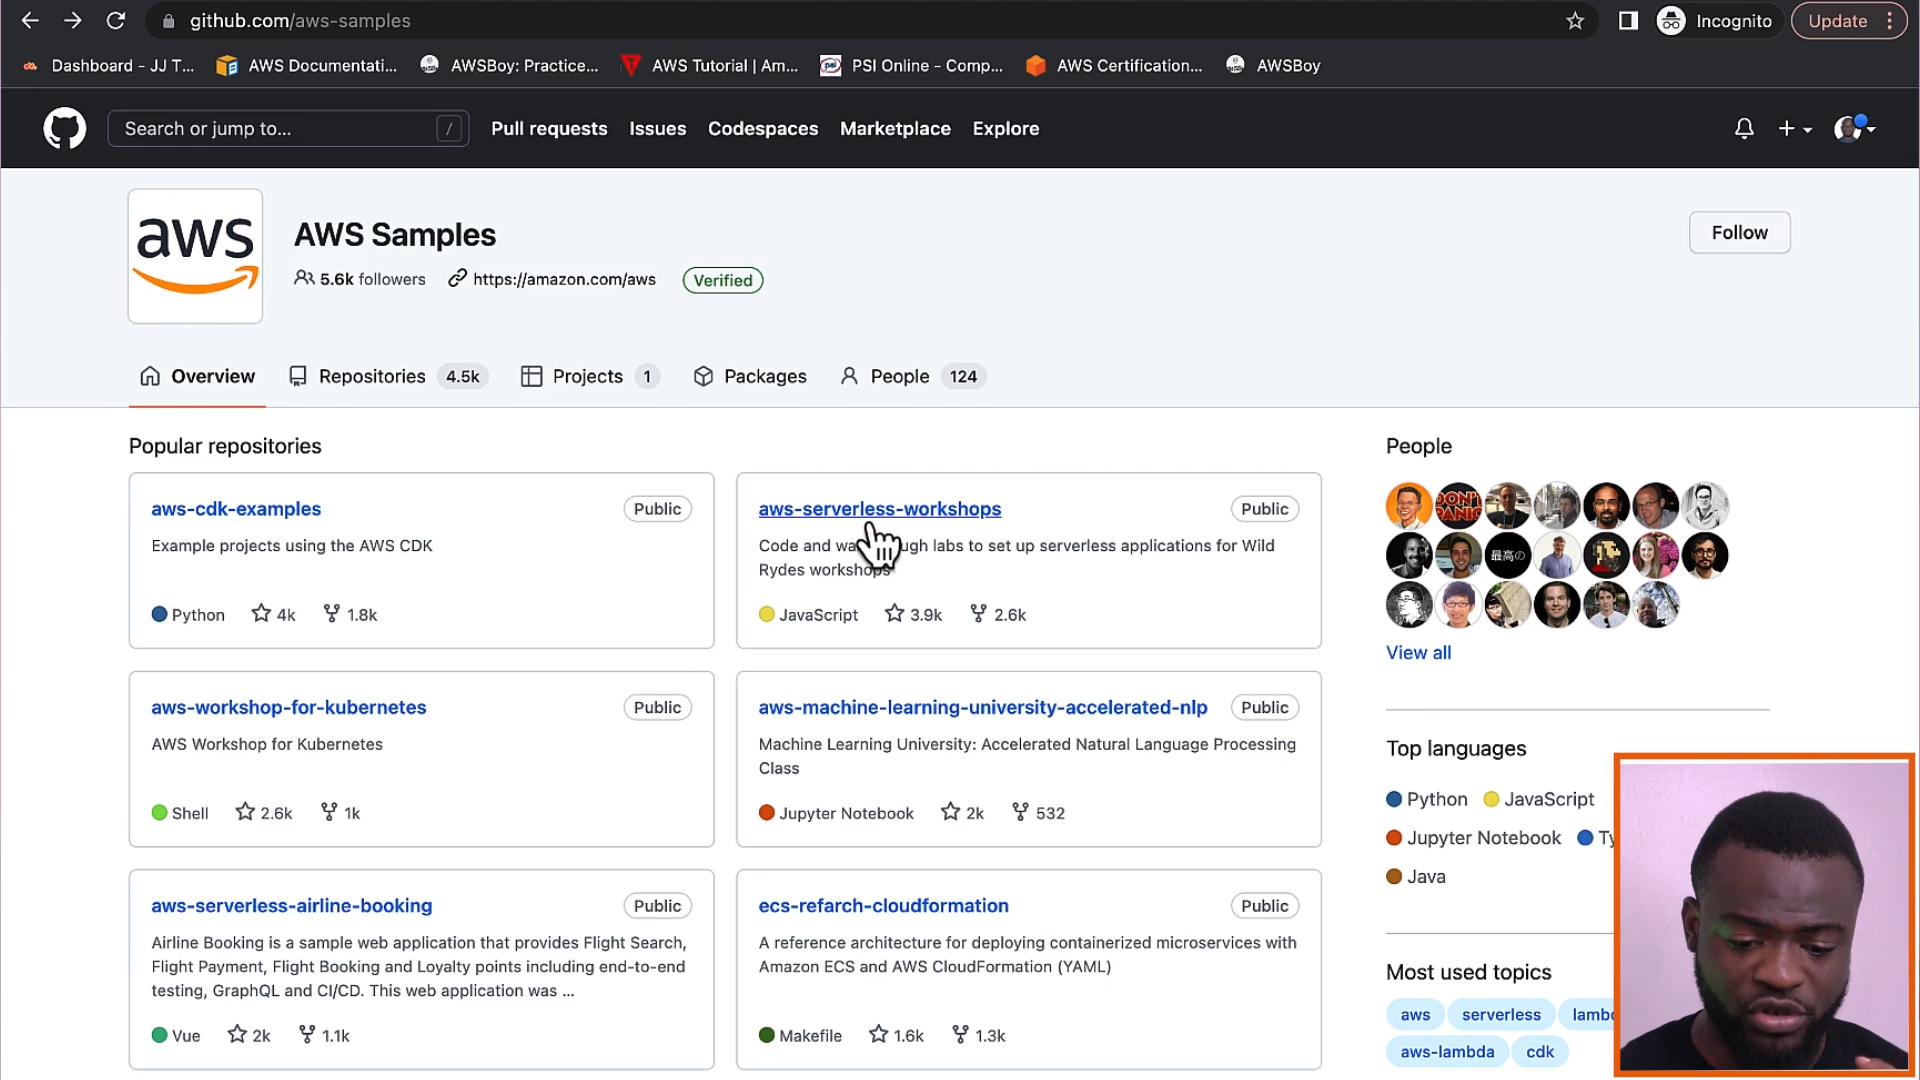 github.com/aws-samples
Incognito
Update
Dashboard - JJ T...
AWS Documentati...
AWSBoy: Practice...
AWS Tutorial | Am...
psi
PSI Online - Comp...
AWS Certification...
AWSBoy
Search or jump to...
/
Pull requests
Issues
Codespaces
Marketplace
Explore
aws
AWS Samples
5.6k followers
https://amazon.com/aws
Verified
Follow
Overview
Repositories 4.5k
Projects 1
Packages
People 124
Popular repositories
aws-cdk-examples
Public
Example projects using the AWS CDK
Python
4k
1.8k
aws-serverless-workshops
Public
Code and wa ugh labs to set up serverless applications for Wild
Rydes workshops
JavaScript
3.9k
2.6k
aws-workshop-for-kubernetes
Public
AWS Workshop for Kubernetes
Shell
2.6k
1k
aws-machine-learning-university-accelerated-nlp
Public
Machine Learning University: Accelerated Natural Language Processing
Class
Jupyter Notebook
2k
532
aws-serverless-airline-booking
Public
Airline Booking is a sample web application that provides Flight Search,
Flight Payment, Flight Booking and Loyalty points including end-to-end
testing, GraphQL and CI/CD. This web application was ...
Vue
2k
1.1k
ecs-refarch-cloudformation
Public
A reference architecture for deploying containerized microservices with
Amazon ECS and AWS CloudFormation (YAML)
Makefile
1.6k
1.3k
People
DON'T
PANIC
最高の
View all
Top languages
Python
JavaScript
Jupyter Notebook
Ty
Java
Most used topics
aws
serverless
lamb
aws-lambda
cdk